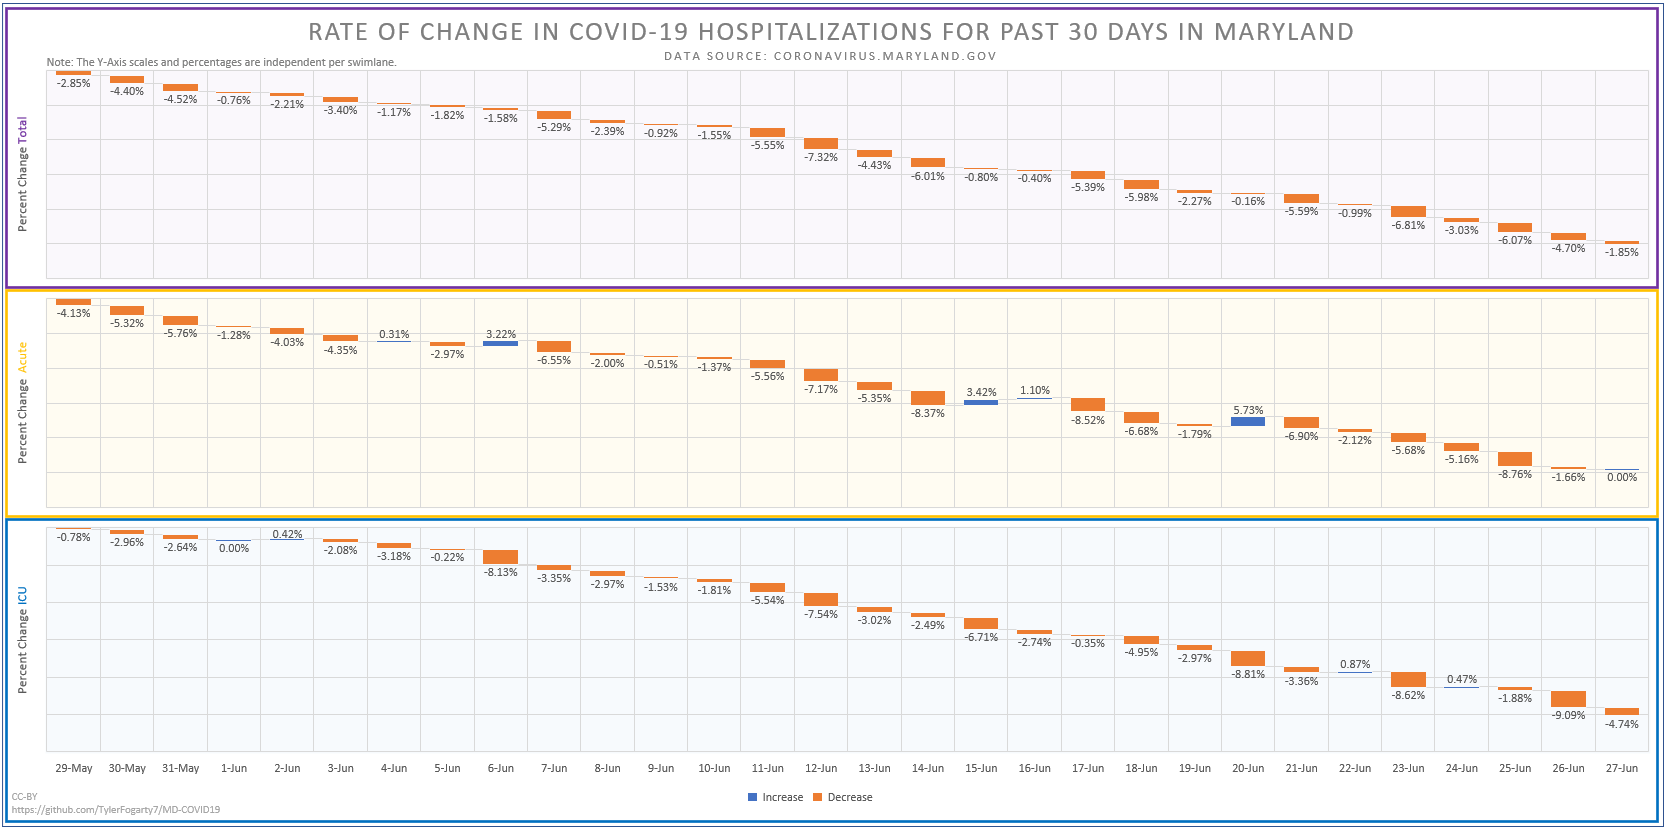 RATE OF CHANGE IN COVID-19 HOSPITALIZATIONS FOR PAST 30 DAYS IN MARYLAND
DATA SOURCE: CORONAVIRUS.MARYLAND.GOV
Note: The Y-Axis scales and percentages are independent per swimlane.
Percent Change Total
-2.85% -4.40% -4.52% -0.76% -2.21% -3.40% -1.17% -1.82% -1.58% -5.29% -2.39% -0.92% -1.55% -5.55% -7.32% -4.43% -6.01% -0.80% -0.40% -5.39% -5.98% -2.27% -0.16% -5.59% -0.99% -6.81% -3.03% -6.07% -4.70% -1.85%
Percent Change Acute
-4.13% -5.32% -5.76% -1.28% -4.03% -4.35% 0.31% -2.97% 3.22% -6.55% -2.00% -0.51% -1.37% -5.56% -7.17% -5.35% -8.37% 3.42% 1.10% -8.52% -6.68% -1.79% 5.73% -6.90% -2.12% -5.68% -5.16% -8.76% -1.66% 0.00%
Percent Change ICU
-0.78% -2.96% -2.64% 0.00% 0.42% -2.08% -3.18% -0.22% -8.13% -3.35% -2.97% -1.53% -1.81% -5.54% -7.54% -3.02% -2.49% -6.71% -2.74% -0.35% -4.95% -2.97% -8.81% -3.36% 0.87% -8.62% 0.47% -1.88% -9.09% -4.74%
29-May 30-May 31-May 1-Jun 2-Jun 3-Jun 4-Jun 5-Jun 6-Jun 7-Jun 8-Jun 9-Jun 10-Jun 11-Jun 12-Jun 13-Jun 14-Jun 15-Jun 16-Jun 17-Jun 18-Jun 19-Jun 20-Jun 21-Jun 22-Jun 23-Jun 24-Jun 25-Jun 26-Jun 27-Jun
Increase Decrease
CC-BY
https://github.com/TylerFogarty7/MD-COVID19